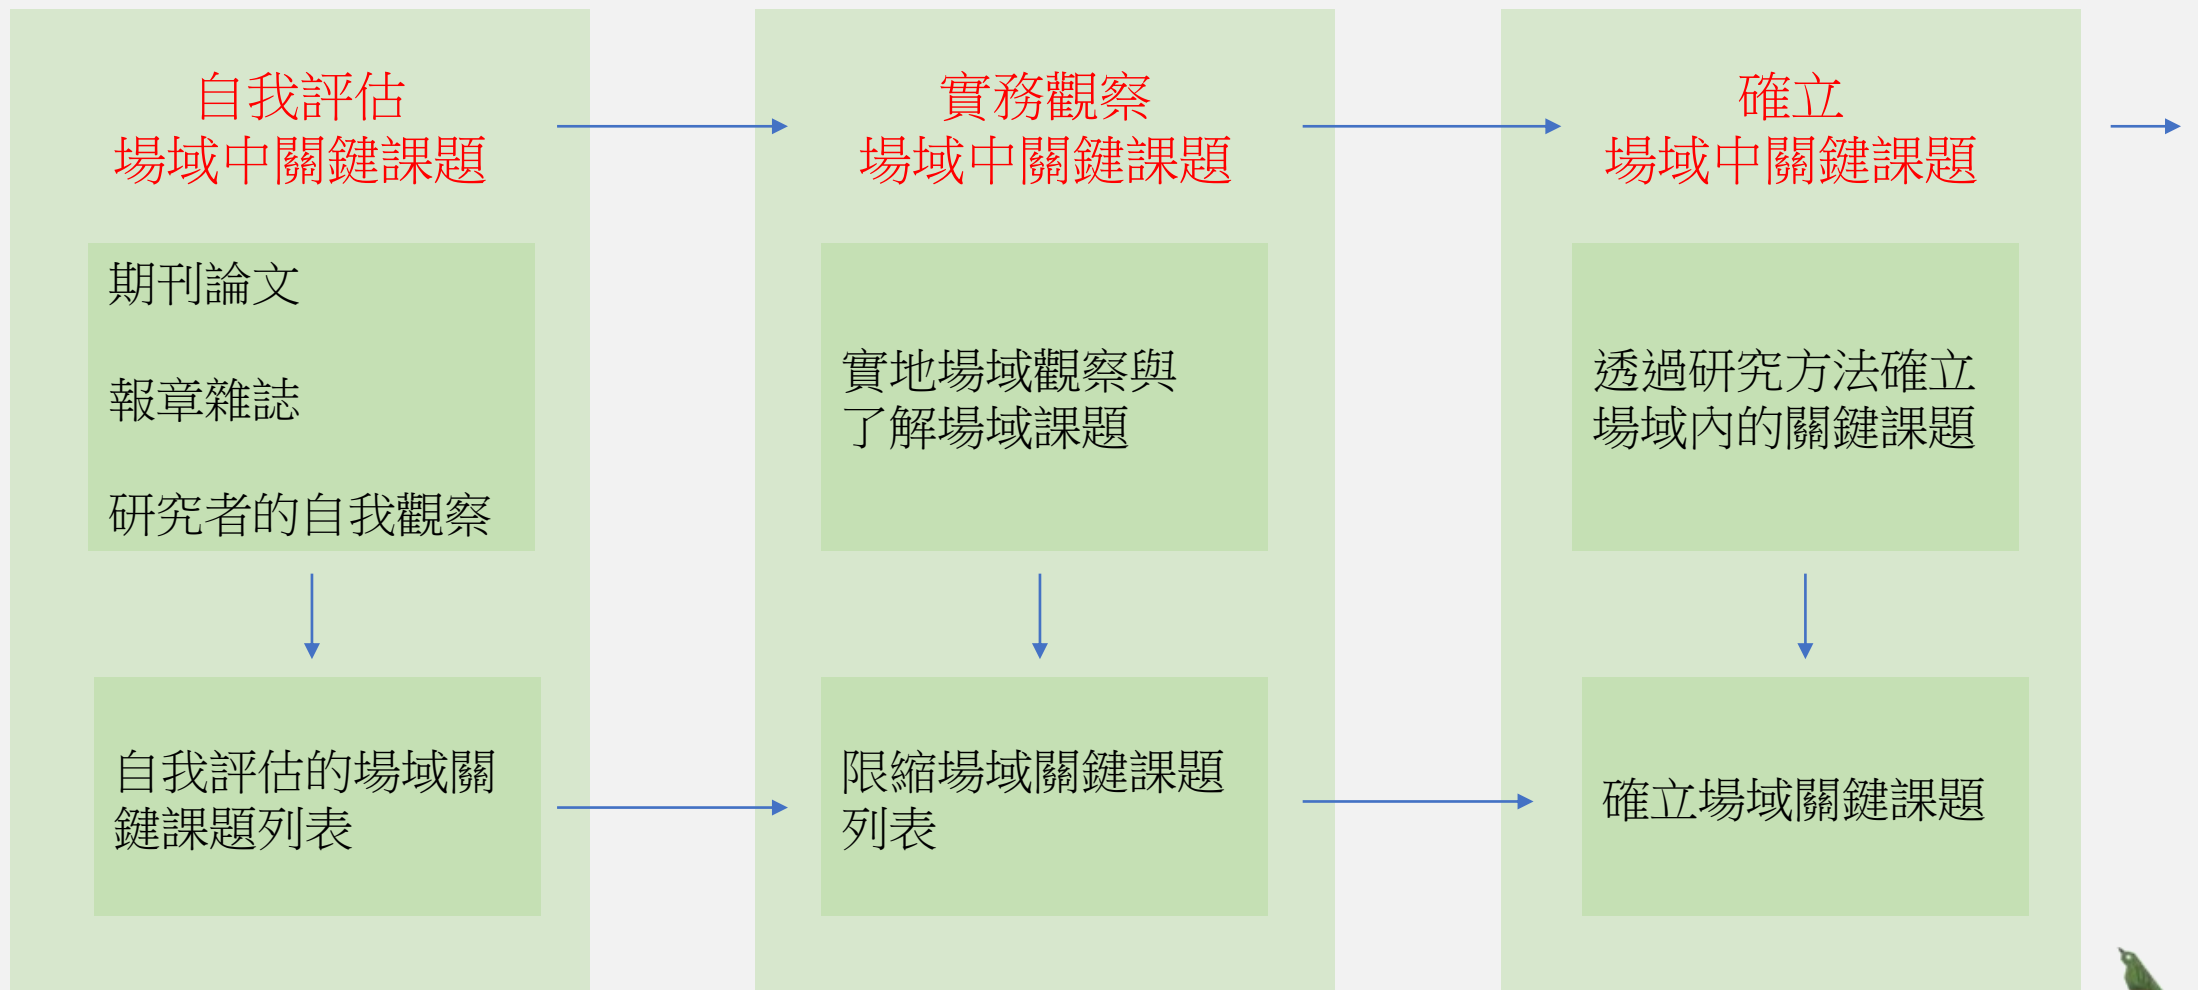 自我評估
場域中關鍵課題
期刊論文
報章雜誌
研究者的自我觀察
自我評估的場域關
鍵課題列表
實務觀察
場域中關鍵課題
實地場域觀察與
了解場域課題
限縮場域關鍵課題
列表
確立
場域中關鍵課題
透過研究方法確立
場域內的關鍵課題
確立場域關鍵課題